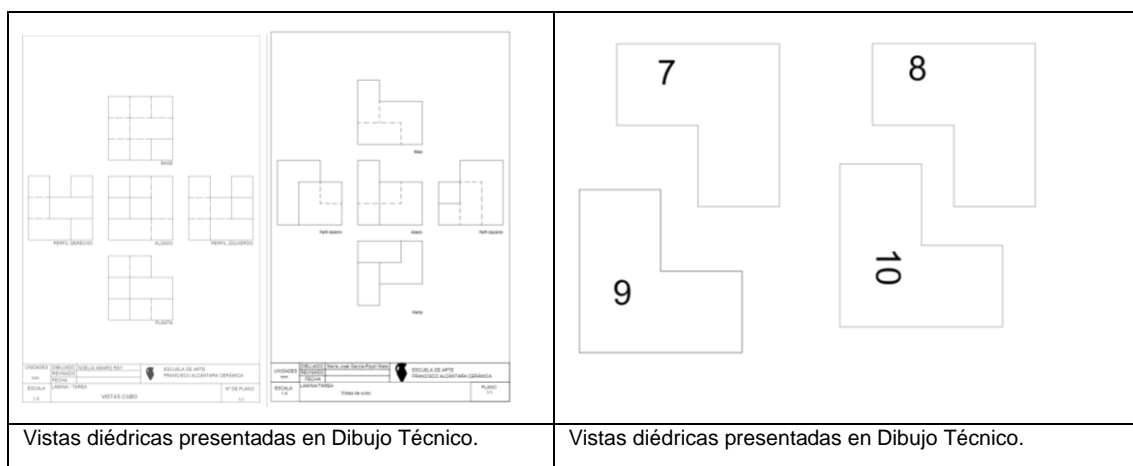 BASE
PERFIL DERECHO
ALZADO
PERFIL IZQUIERDO
PLANTA
UNIDADES
mm.
DIBUJADO
REVISADO
FECHA
ESCUELA DE ARTE
FRANCISCO ALCÁNTARA CERÁMICA
ESCALA
LÁMINA / TAREA
VISTAS CUBO
Nº DE PLANO
Perfil derecho
Alzado
Perfil izquierdo
Planta
UNIDADES
mm
DIBUJADO
REVISADO
FECHA
ESCUELA DE ARTE
FRANCISCO ALCÁNTARA CERÁMICA
ESCALA
LÁMINA/TAREA
Vistas de cubo
PLANO
7
8
9
10
Vistas diédricas presentadas en Dibujo Técnico.
Vistas diédricas presentadas en Dibujo Técnico.